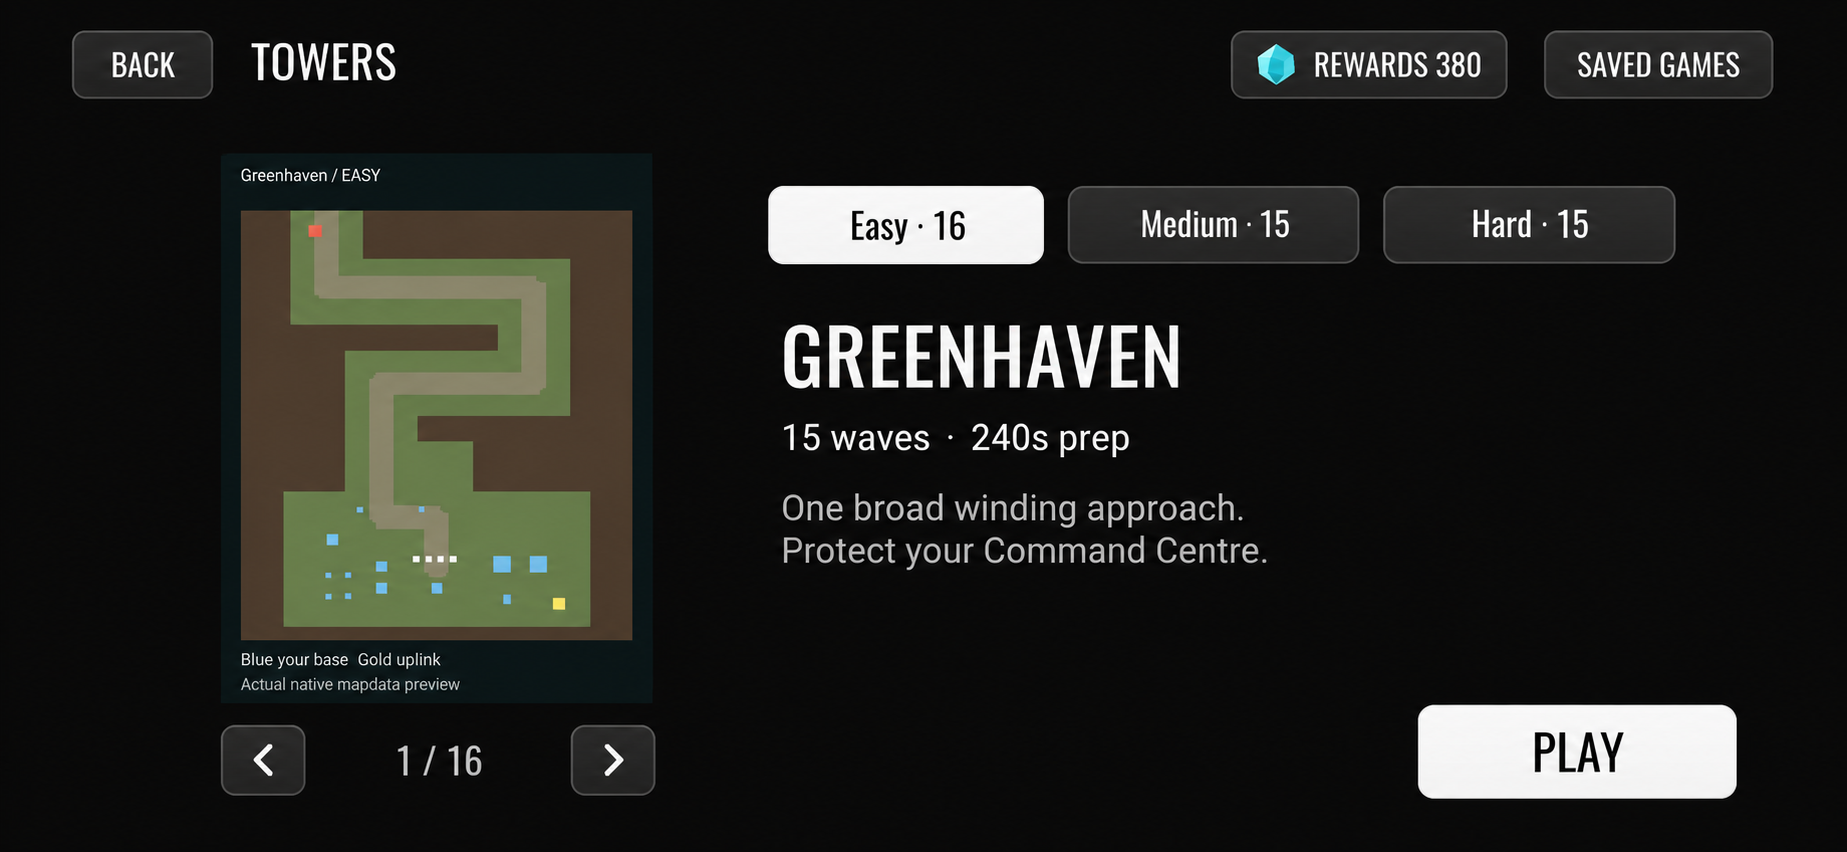 BACK
TOWERS
REWARDS 380
SAVED GAMES
Greenhaven / EASY
Easy · 16
Medium · 15
Hard · 15
GREENHAVEN
15 waves · 240s prep
One broad winding approach.
Protect your Command Centre.
Blue your base Gold uplink
Actual native mapdata preview
1 / 16
PLAY